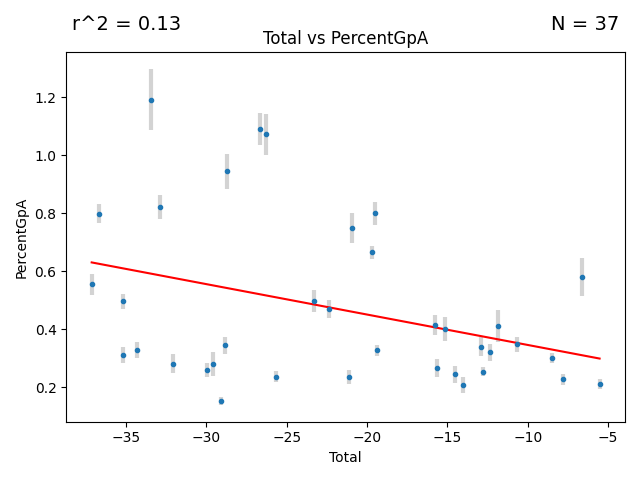 r^2 = 0.13
N = 37
Total vs PercentGpA
PercentGpA
1.2
1.0
0.8
0.6
0.4
0.2
−35
−30
−25
−20
−15
−10
−5
Total